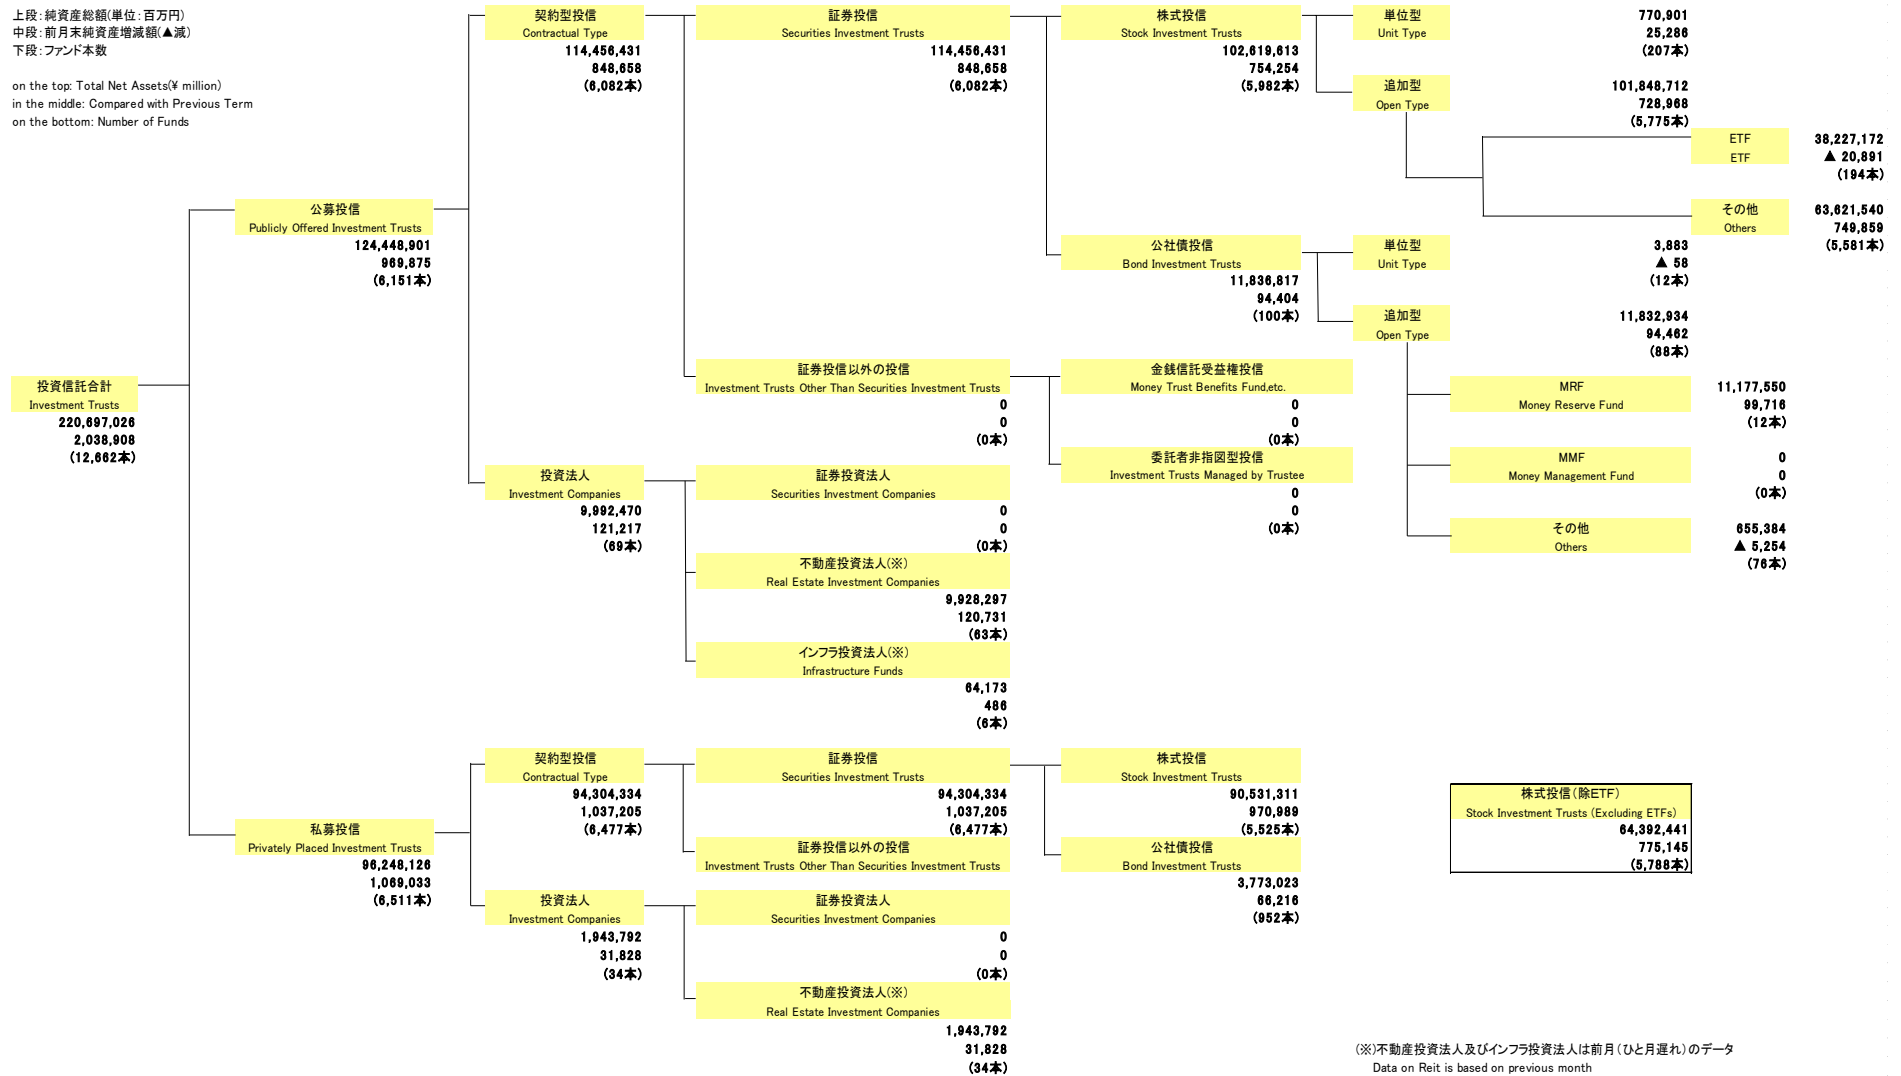 上段:純資産総額(単位:百万円)
中段:前月末純資産増減額(▲減)
下段:ファンド本数
on the top: Total Net Assets(¥ million)
in the middle: Compared with Previous Term
on the bottom: Number of Funds
投資信託合計
Investment Trusts
220,697,026
2,038,908
(12,662本)
公募投信
Publicly Offered Investment Trusts
124,448,901
969,875
(6,151本)
契約型投信
Contractual Type
114,456,431
848,658
(6,082本)
証券投信
Securities Investment Trusts
114,456,431
848,658
(6,082本)
株式投信
Stock Investment Trusts
102,619,613
754,254
(5,982本)
単位型
Unit Type
770,901
25,286
(207本)
追加型
Open Type
101,848,712
728,968
(5,775本)
ETF
ETF
38,227,172
▲ 20,891
(194本)
その他
Others
63,621,540
749,859
(5,581本)
公社債投信
Bond Investment Trusts
11,836,817
94,404
(100本)
単位型
Unit Type
3,883
▲ 58
(12本)
追加型
Open Type
11,832,934
94,462
(88本)
MRF
Money Reserve Fund
11,177,550
99,716
(12本)
MMF
Money Management Fund
0
0
(0本)
その他
Others
655,384
▲ 5,254
(76本)
証券投信以外の投信
Investment Trusts Other Than Securities Investment Trusts
0
0
(0本)
金銭信託受益権投信
Money Trust Benefits Fund,etc.
0
0
(0本)
委託者非指図型投信
Investment Trusts Managed by Trustee
0
0
(0本)
投資法人
Investment Companies
9,992,470
121,217
(69本)
証券投資法人
Securities Investment Companies
0
0
(0本)
不動産投資法人(※)
Real Estate Investment Companies
9,928,297
120,731
(63本)
インフラ投資法人(※)
Infrastructure Funds
64,173
486
(6本)
私募投信
Privately Placed Investment Trusts
96,248,126
1,069,033
(6,511本)
契約型投信
Contractual Type
94,304,334
1,037,205
(6,477本)
証券投信
Securities Investment Trusts
94,304,334
1,037,205
(6,477本)
株式投信
Stock Investment Trusts
90,531,311
970,989
(5,525本)
公社債投信
Bond Investment Trusts
3,773,023
66,216
(952本)
証券投信以外の投信
Investment Trusts Other Than Securities Investment Trusts
投資法人
Investment Companies
1,943,792
31,828
(34本)
証券投資法人
Securities Investment Companies
0
0
(0本)
不動産投資法人(※)
Real Estate Investment Companies
1,943,792
31,828
(34本)
株式投信(除ETF)
Stock Investment Trusts (Excluding ETFs)
64,392,441
775,145
(5,788本)
(※)不動産投資法人及びインフラ投資法人は前月(ひと月遅れ)のデータ
Data on Reit is based on previous month